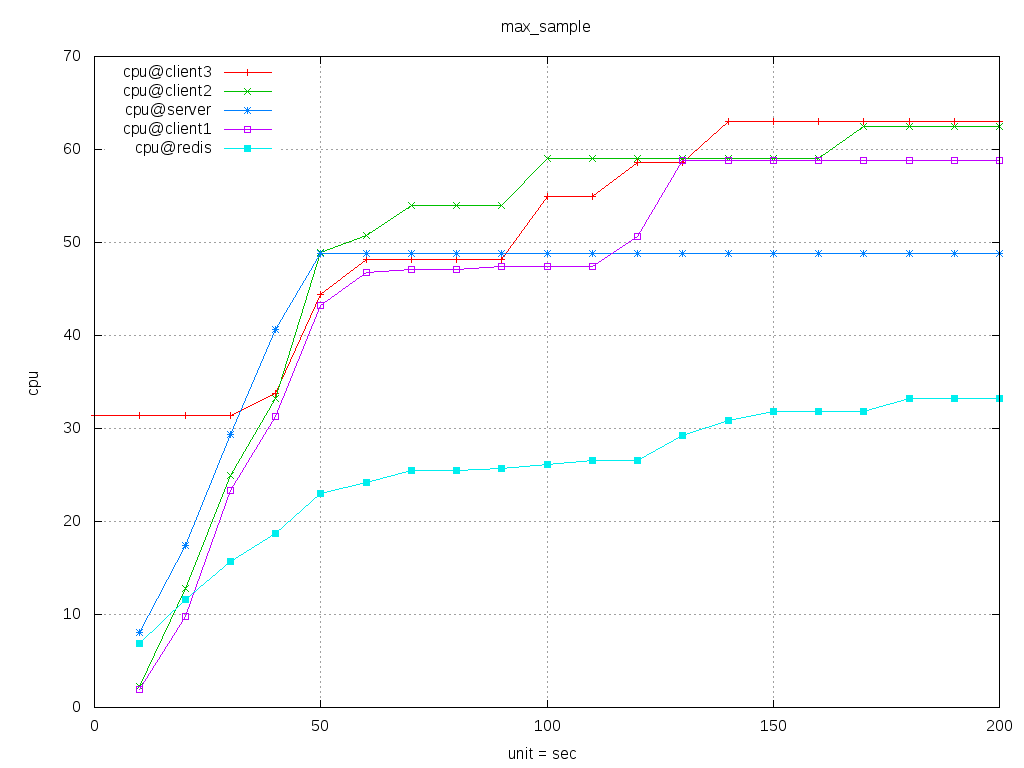 max_sample
70
60
50
40
30
20
10
0
cpu
cpu@client3
cpu@client2
cpu@server
cpu@client1
cpu@redis
0 50 100 150 200
unit = sec